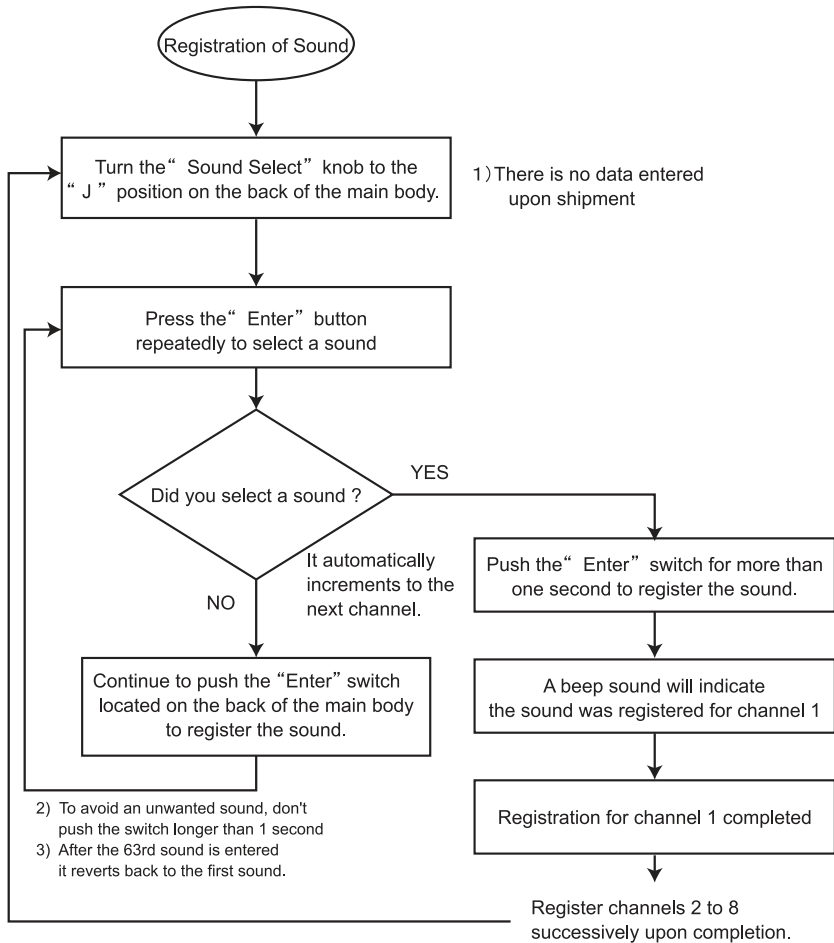 Registration of Sound
Turn the“ Sound Select” knob to the
“ J ” position on the back of the main body.
1）There is no data entered
upon shipment
Press the“ Enter” button
repeatedly to select a sound
Did you select a sound ?
YES
NO
It automatically
increments to the
next channel.
Push the“ Enter” switch for more than
one second to register the sound.
Continue to push the “Enter” switch
located on the back of the main body
to register the sound.
A beep sound will indicate
the sound was registered for channel 1
Registration for channel 1 completed
2) To avoid an unwanted sound, don't
push the switch longer than 1 second
3) After the 63rd sound is entered
it reverts back to the first sound.
Register channels 2 to 8
successively upon completion.